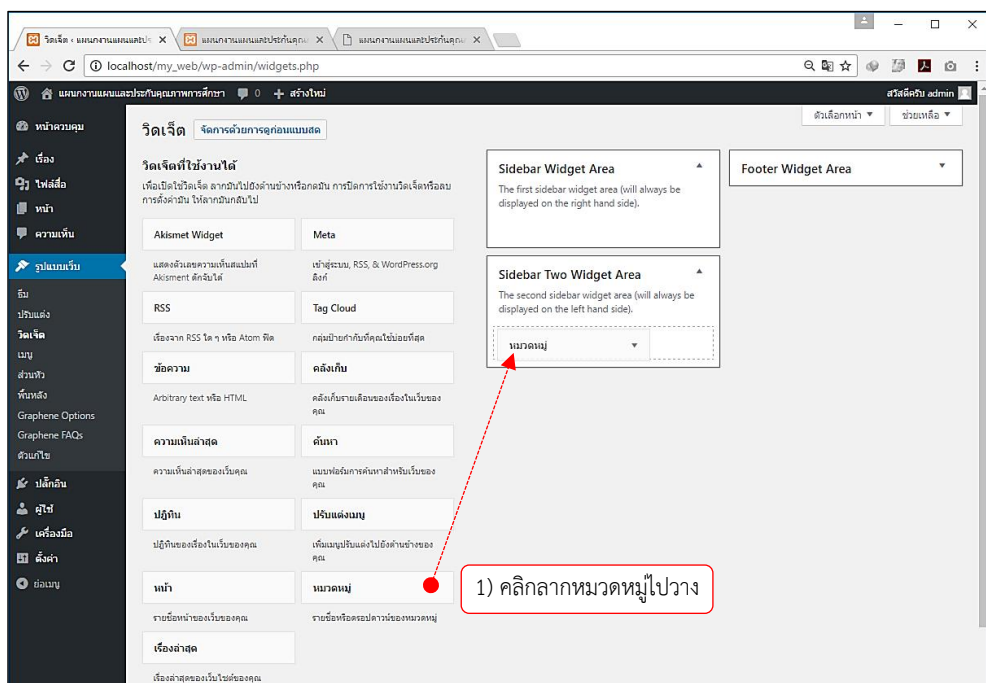 วิดเจ็ต ‹ แผนกงานแผนและปร
แผนกงานแผนและประกันคุณ
แผนกงานแผนและประกันคุณ
localhost/my_web/wp-admin/widgets.php
แผนกงานแผนและประกันคุณภาพการศึกษา 0 + สร้างใหม่
สวัสดีครับ admin
ตัวเลือกหน้า ▼
ช่วยเหลือ ▼
หน้าควบคุม
เรื่อง
ไฟล์สื่อ
หน้า
ความเห็น
รูปแบบเว็บ
ธีม
ปรับแต่ง
วิดเจ็ต
เมนู
ส่วนหัว
พื้นหลัง
Graphene Options
Graphene FAQs
ตัวแก้ไข
ปลั๊กอิน
ผู้ใช้
เครื่องมือ
ตั้งค่า
ย่อเมนู
วิดเจ็ต จัดการด้วยการดูก่อนแบบสด
วิดเจ็ตที่ใช้งานได้
เพื่อเปิดใช้วิดเจ็ต ลากมันไปยังด้านข้างหรือกดมัน การปิดการใช้งานวิดเจ็ตหรือลบ
การตั้งค่ามัน ให้ลากมันกลับไป
Akismet Widget
แสดงตัวเลขความเห็นสแปมที่
Akisment ดักจับได้
Meta
เข้าสู่ระบบ, RSS, & WordPress.org
ลิงก์
RSS
เรื่องจาก RSS ใด ๆ หรือ Atom ฟีด
Tag Cloud
กลุ่มป้ายกำกับที่คุณใช้บ่อยที่สุด
ข้อความ
Arbitrary text หรือ HTML
คลังเก็บ
คลังเก็บรายเดือนของเรื่องในเว็บของ
คุณ
ความเห็นล่าสุด
ความเห็นล่าสุดของเว็บคุณ
ค้นหา
แบบฟอร์มการค้นหาสำหรับเว็บของ
คุณ
ปฏิทิน
ปฏิทินของเรื่องในเว็บของคุณ
ปรับแต่งเมนู
เพิ่มเมนูปรับแต่งไปยังด้านข้างของ
คุณ
หน้า
รายชื่อหน้าของเว็บของคุณ
หมวดหมู่
รายชื่อหรือดรอปดาวน์ของหมวดหมู่
เรื่องล่าสุด
เรื่องล่าสุดของเว็บไซต์ของคุณ
Sidebar Widget Area
The first sidebar widget area (will always be
displayed on the right hand side).
Sidebar Two Widget Area
The second sidebar widget area (will always be
displayed on the left hand side).
หมวดหมู่
Footer Widget Area
1) คลิกลากหมวดหมู่ไปวาง